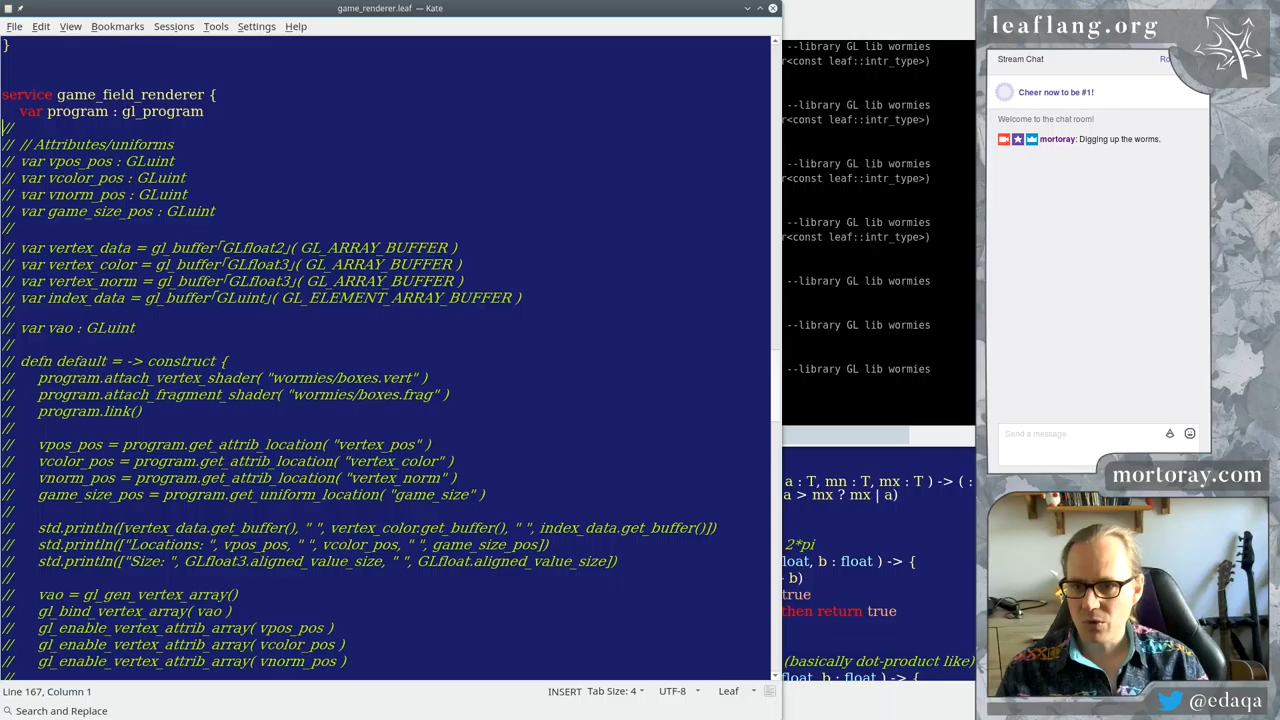 game_renderer.leaf — Kate
File Edit View Bookmarks Sessions Tools Settings Help
}
service game_field_renderer {
var program : gl_program
//
// // Attributes/uniforms
// var vpos_pos : GLuint
// var vcolor_pos : GLuint
// var vnorm_pos : GLuint
// var game_size_pos : GLuint
//
// var vertex_data = gl_buffer｢GLfloat2｣( GL_ARRAY_BUFFER )
// var vertex_color = gl_buffer｢GLfloat3｣( GL_ARRAY_BUFFER )
// var vertex_norm = gl_buffer｢GLfloat3｣( GL_ARRAY_BUFFER )
// var index_data = gl_buffer｢GLuint｣( GL_ELEMENT_ARRAY_BUFFER )
//
// var vao : GLuint
//
// defn default = -> construct {
// program.attach_vertex_shader( "wormies/boxes.vert" )
// program.attach_fragment_shader( "wormies/boxes.frag" )
// program.link()
//
// vpos_pos = program.get_attrib_location( "vertex_pos" )
// vcolor_pos = program.get_attrib_location( "vertex_color" )
// vnorm_pos = program.get_attrib_location( "vertex_norm" )
// game_size_pos = program.get_uniform_location( "game_size" )
//
// std.println([vertex_data.get_buffer(), " ", vertex_color.get_buffer(), " ", index_data.get_buffer()])
// std.println(["Locations: ", vpos_pos, " ", vcolor_pos, " ", game_size_pos])
// std.println(["Size: ", GLfloat3.aligned_value_size, " ", GLfloat.aligned_value_size])
//
// vao = gl_gen_vertex_array()
// gl_bind_vertex_array( vao )
// gl_enable_vertex_attrib_array( vpos_pos )
// gl_enable_vertex_attrib_array( vcolor_pos )
// gl_enable_vertex_attrib_array( vnorm_pos )
//
Line 167, Column 1 INSERT Tab Size: 4 UTF-8 Leaf
Search and Replace
--library GL lib wormies
r<const leaf::intr_type>)
--library GL lib wormies
r<const leaf::intr_type>)
--library GL lib wormies
r<const leaf::intr_type>)
--library GL lib wormies
r<const leaf::intr_type>)
--library GL lib wormies
--library GL lib wormies
--library GL lib wormies
a : T, mn : T, mx : T ) -> ( :
a > mx ? mx | a)
2*pi
loat, b : float ) -> {
- b)
true
then return true
(basically dot-product like)
float, b : float ) -> {
leaflang.org
Stream Chat
Cheer now to be #1!
Welcome to the chat room!
mortoray: Digging up the worms.
Send a message
mortoray.com
@edaqa